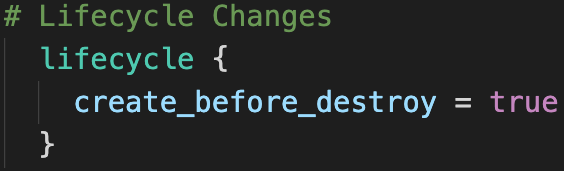 # Lifecycle Changes
lifecycle {
create_before_destroy = true
}